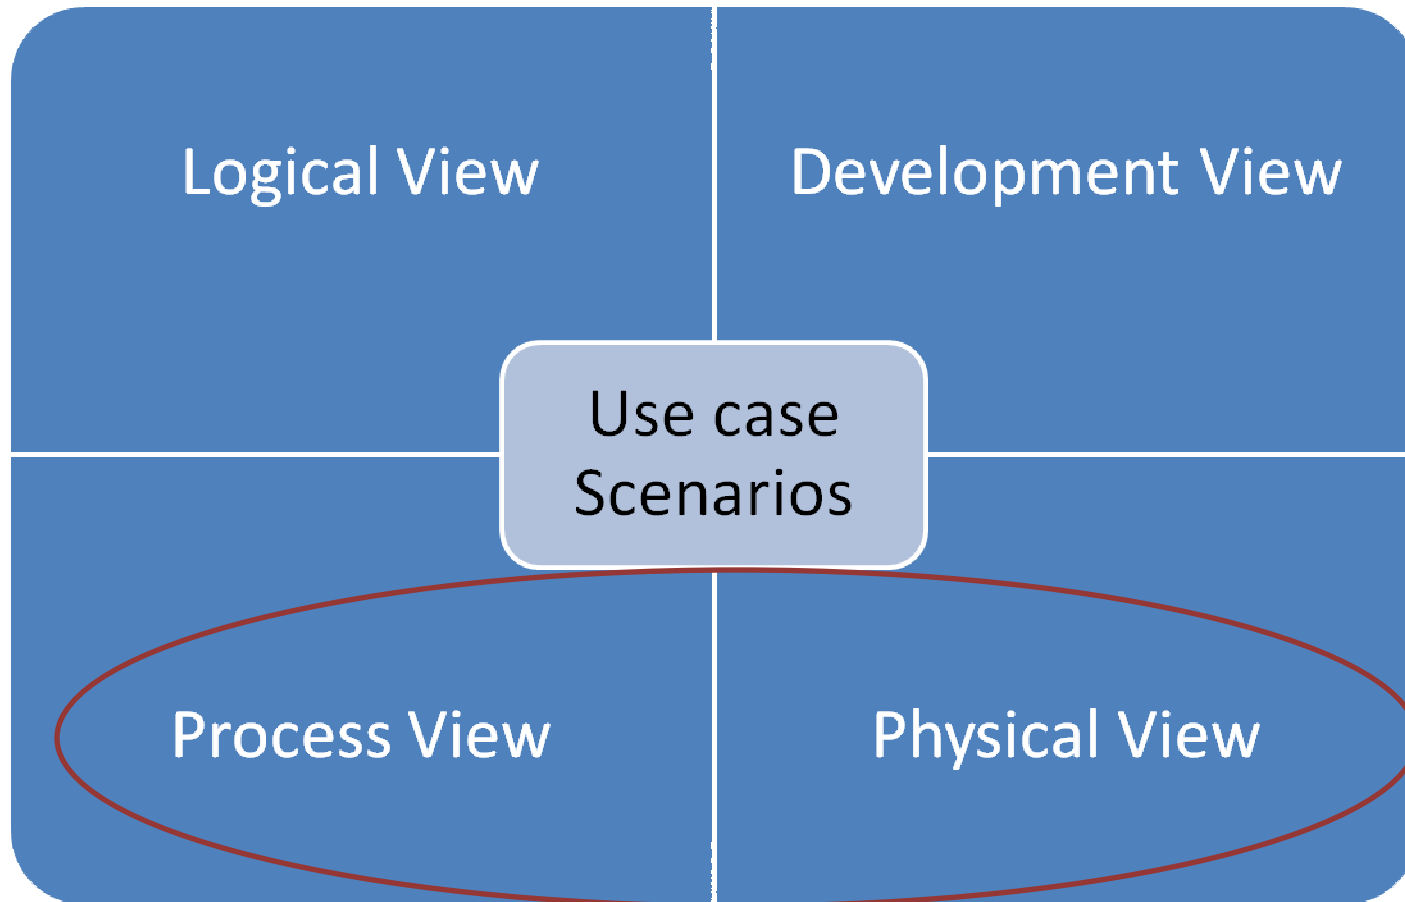 Logical View
Development View
Use case
Scenarios
Process View
Physical View